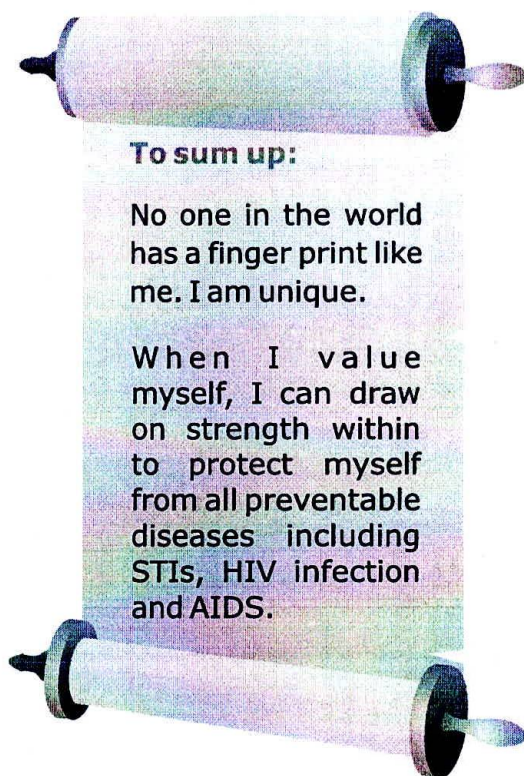 To sum up:
No one in the world
has a finger print like
me. I am unique.
When I value
myself, I can draw
on strength within
to protect myself
from all preventable
diseases including
STIs, HIV infection
and AIDS.